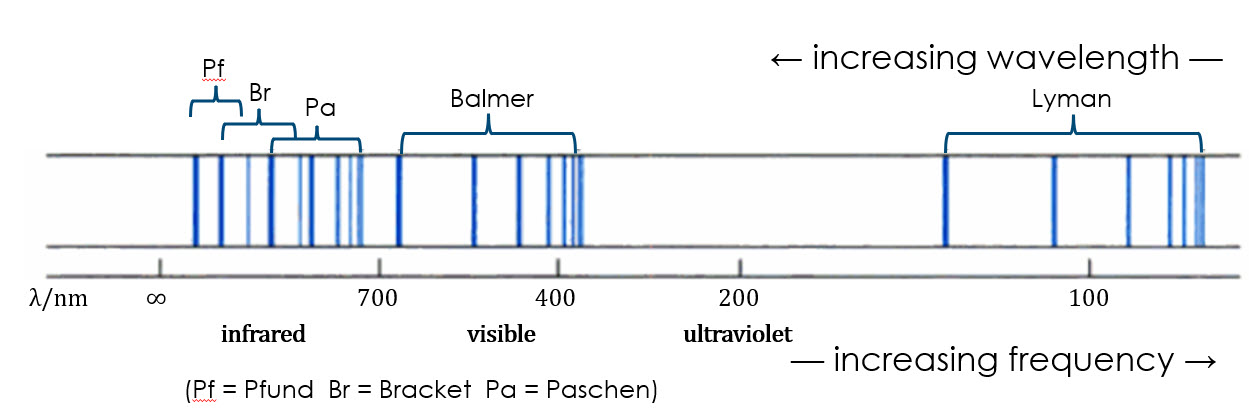 ← increasing wavelength —
Pf
Br
Pa
Balmer
Lyman
λ/nm ∞ 700 400 200 100
infrared visible ultraviolet
— increasing frequency →
(Pf = Pfund Br = Bracket Pa = Paschen)